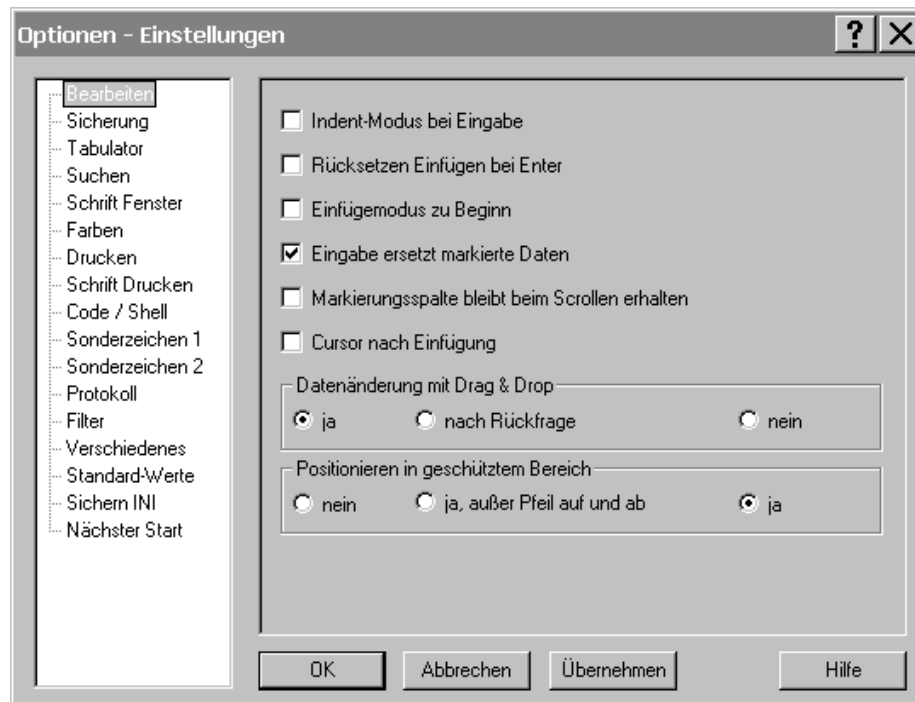 Optionen - Einstellungen
Bearbeiten
Sicherung
Tabulator
Suchen
Schrift Fenster
Farben
Drucken
Schrift Drucken
Code / Shell
Sonderzeichen 1
Sonderzeichen 2
Protokoll
Filter
Verschiedenes
Standard-Werte
Sichern INI
Nächster Start
Indent-Modus bei Eingabe
Rücksetzen Einfügen bei Enter
Einfügemodus zu Beginn
Eingabe ersetzt markierte Daten
Markierungsspalte bleibt beim Scrollen erhalten
Cursor nach Einfügung
Datenänderung mit Drag & Drop
ja nach Rückfrage nein
Positionieren in geschütztem Bereich
nein ja, außer Pfeil auf und ab ja
OK Abbrechen Übernehmen Hilfe